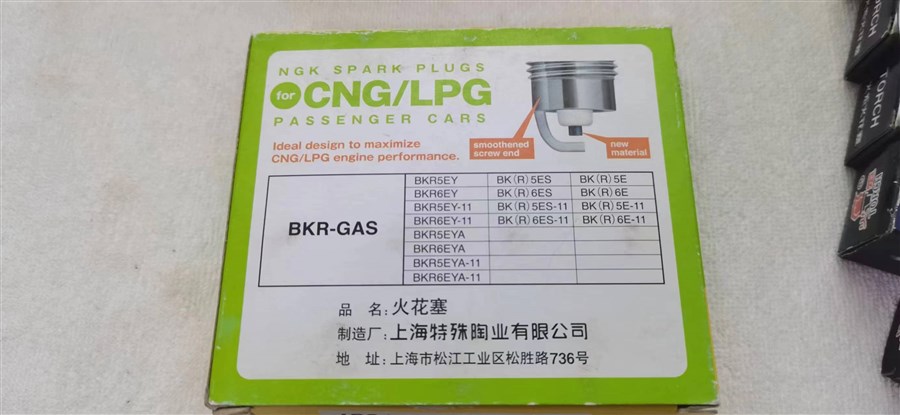 NGK SPARK PLUGS
for CNG/LPG
PASSENGER CARS
Ideal design to maximize
CNG/LPG engine performance.
smoothened
screw end
new
material
BKR-GAS
BKR5EY BK(R)5ES BK(R)5E
BKR6EY BK(R)6ES BK(R)6E
BKR5EY-11 BK(R)5ES-11 BK(R)5E-11
BKR6EY-11 BK(R)6ES-11 BK(R)6E-11
BKR5EYA
BKR6EYA
BKR5EYA-11
BKR6EYA-11
品 名:火花塞
制造厂:上海特殊陶业有限公司
地 址:上海市松江工业区松胜路736号
TORCH
TORCH
TORCH